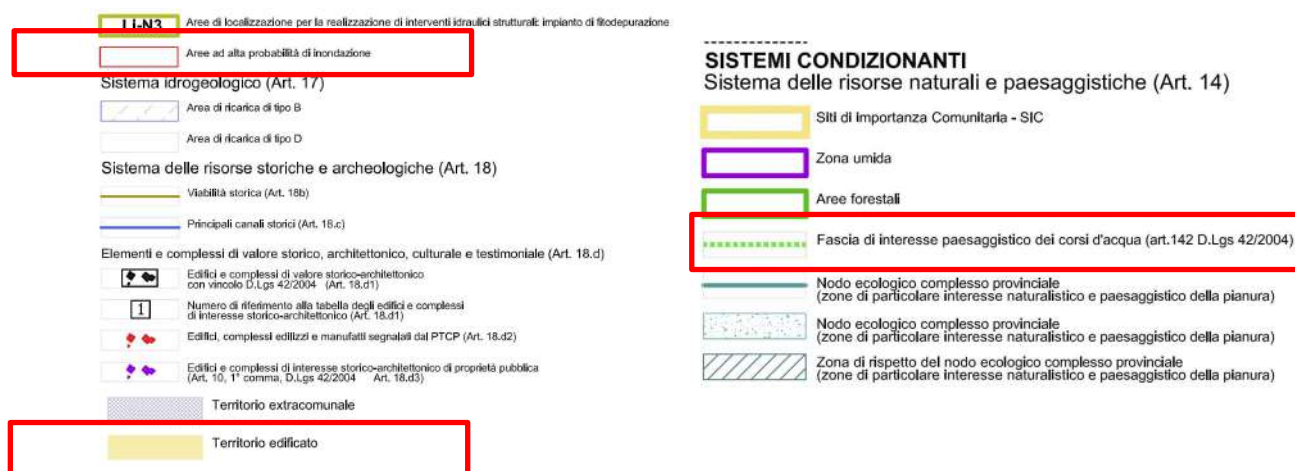 Li-N3 Aree di localizzazione per la realizzazione di interventi idraulici strutturali: impianto di fitodepurazione
Aree ad alta probabilità di inondazione
Sistema idrogeologico (Art. 17)
Area di ricarica di tipo B
Area di ricarica di tipo D
Sistema delle risorse storiche e archeologiche (Art. 18)
Viabilità storica (Art. 18b)
Principali canali storici (Art. 18.c)
Elementi e complessi di valore storico, architettonico, culturale e testimoniale (Art. 18.d)
Edifici e complessi di valore storico-architettonico
con vincolo D.Lgs 42/2004 (Art. 18.d1)
1 Numero di riferimento alla tabella degli edifici e complessi
di interesse storico-architettonico (Art. 18.d1)
Edifici, complessi edilizi e manufatti segnalati dal PTCP (Art. 18.d2)
Edifici e complessi di interesse storico-architettonico di proprietà pubblica
(Art. 10, 1° comma, D.Lgs 42/2004 Art. 18.d3)
Territorio extracomunale
Territorio edificato
SISTEMI CONDIZIONANTI
Sistema delle risorse naturali e paesaggistiche (Art. 14)
Siti di Importanza Comunitaria - SIC
Zona umida
Aree forestali
Fascia di interesse paesaggistico dei corsi d'acqua (art.142 D.Lgs 42/2004)
Nodo ecologico complesso provinciale
(zone di particolare interesse naturalistico e paesaggistico della pianura)
Nodo ecologico complesso provinciale
(zone di particolare interesse naturalistico e paesaggistico della pianura)
Zona di rispetto del nodo ecologico complesso provinciale
(zone di particolare interesse naturalistico e paesaggistico della pianura)